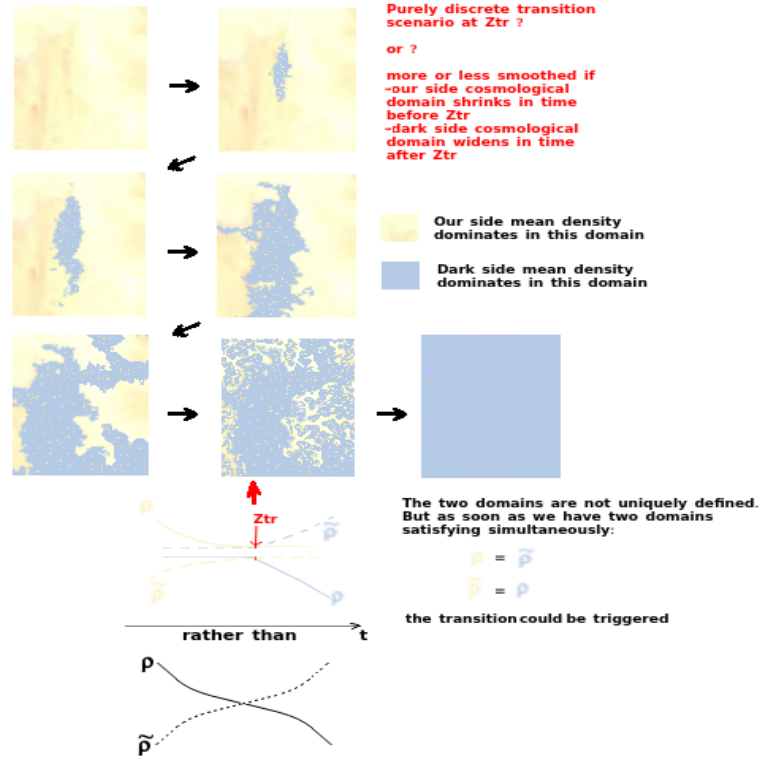 Purely discrete transition
scenario at Ztr ?
or ?
more or less smoothed if
-our side cosmological
domain shrinks in time
before Ztr
-dark side cosmological
domain widens in time
after Ztr
Our side mean density
dominates in this domain
Dark side mean density
dominates in this domain
ρ
Ztr
ρ̃
ρ̃
ρ
t
rather than
ρ
ρ̃
The two domains are not uniquely defined.
But as soon as we have two domains
satisfying simultaneously:
ρ = ρ̃
ρ̃ = ρ
the transition could be triggered